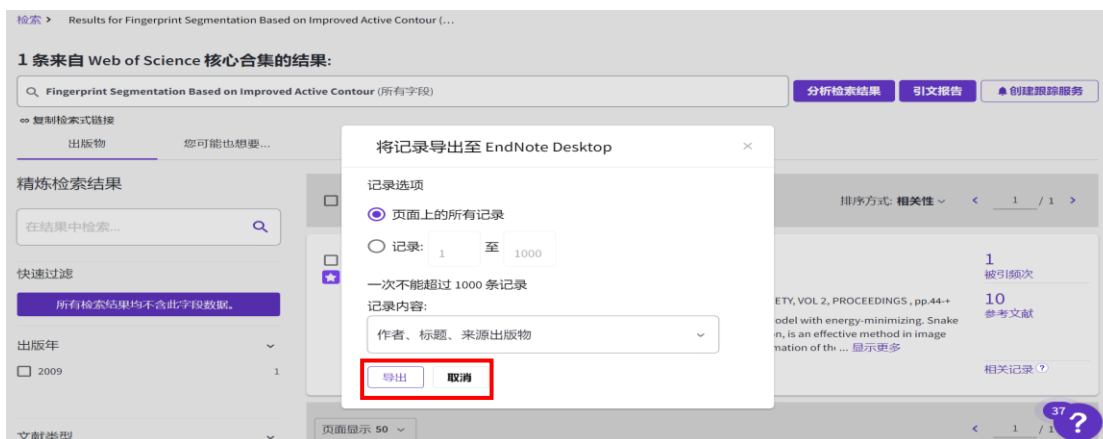 检索 > Results for Fingerprint Segmentation Based on Improved Active Contour (...
1 条来自 Web of Science 核心合集的结果:
Fingerprint Segmentation Based on Improved Active Contour (所有字段)
分析检索结果
引文报告
创建跟踪服务
复制检索式链接
出版物
您可能也想要...
将记录导出至 EndNote Desktop
×
精炼检索结果
在结果中检索...
记录选项
页面上的所有记录
记录: 1 至 1000
一次不能超过 1000 条记录
记录内容:
作者、标题、来源出版物
导出
取消
排序方式: 相关性
< 1 / 1 >
快速过滤
所有检索结果均不含此字段数据。
出版年
2009
1
文献类型
ETY, VOL 2, PROCEEDINGS , pp.44-+
odel with energy-minimizing. Snake
n, is an effective method in image
mation of th ... 显示更多
1
被引频次
10
参考文献
相关记录 ?
页面显示 50
< 1 / 1
37
?